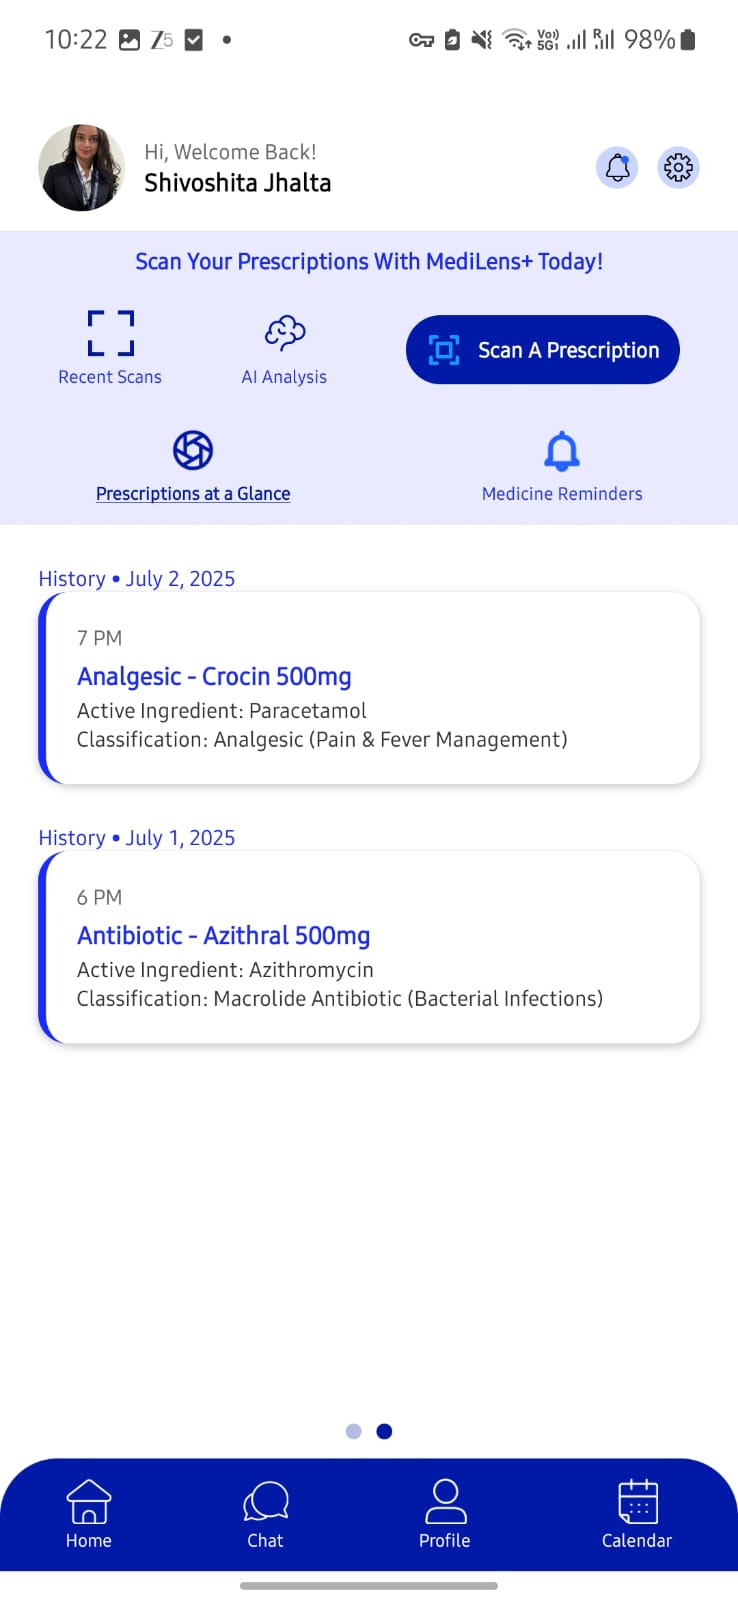 10:22 Z5 Vo)) 5G1 R 98%
Hi, Welcome Back!
Shivoshita Jhalta
Scan Your Prescriptions With MediLens+ Today!
Recent Scans
AI Analysis
Scan A Prescription
Prescriptions at a Glance
Medicine Reminders
History • July 2, 2025
7 PM
Analgesic - Crocin 500mg
Active Ingredient: Paracetamol
Classification: Analgesic (Pain & Fever Management)
History • July 1, 2025
6 PM
Antibiotic - Azithral 500mg
Active Ingredient: Azithromycin
Classification: Macrolide Antibiotic (Bacterial Infections)
Home Chat Profile Calendar